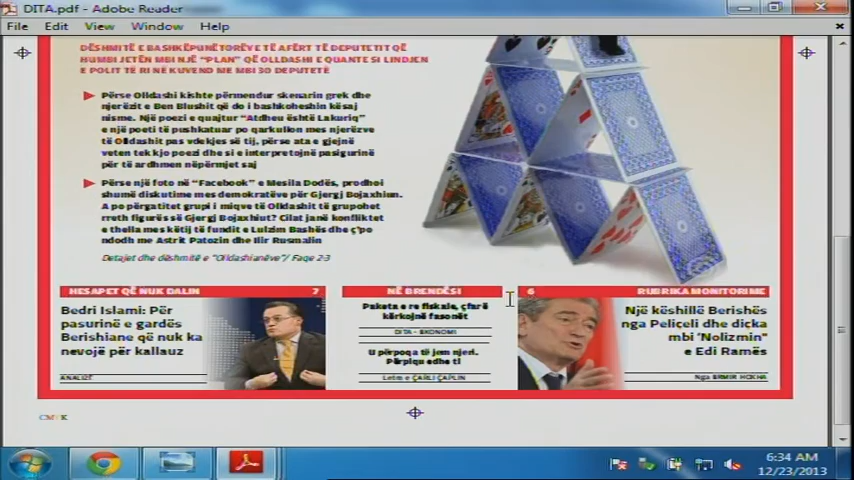 DITA.pdf - Adobe Reader
File Edit View Window Help
DËSHMITË E BASHKËPUNËTORËVE TË AFËRT TË DEPUTETIT QË
HUMBI JETËN MBI NJË "PLAN" QË OLLDASHI E QUANTE SI LINDJEN
E POLIT TË RI NË KUVEND ME MBI 30 DEPUTETË
Përse Olldashi kishte përmendur skenarin grek dhe
njerëzit e Ben Blushit që do i bashkoheshin kësaj
nisme. Një poezi e quajtur "Atdheu është Lakuriq"
e një poeti të pushkatuar po qarkullon mes njerëzve
të Olldashit pas vdekjes së tij, përse ata e gjejnë
veten tek kjo poezi dhe si e interpretojnë pasigurinë
për të ardhmen nëpërmjet saj
Përse një foto në "Facebook" e Mesila Dodës, prodhoi
shumë diskutime mes demokratëve për Gjergj Bojaxhiun.
A po përgatitet grupi i miqve të Olldashit të grupohet
rreth figurës së Gjergj Bojaxhiut? Cilat janë konfliktet
e thella mes këtij të fundit e Lulzim Bashës dhe ç'po
ndodh me Astrit Patozin dhe Ilir Rusmalin
Detajet dhe dëshmitë e "Olldashianëve"/ Faqe 2-3
HESAPET QË NUK DALIN 7
Bedri Islami: Për
pasurinë e gardës
Berishiane që nuk ka
nevojë për kallauz
ANALIZË
NË BRENDËSI
Paketa e re fiskale, çfarë
kërkojnë fasonët
DITA - EKONOMI
U përpoqa të jem njeri.
Përpiqu edhe ti
Letra e ÇARLI ÇAPLIN
6 RUBRIKA MONITORIME
Një këshillë Berishës
nga Peliçeli dhe diçka
mbi 'Nolizmin"
e Edi Ramës
Nga XHAXHA
CMYK
6:34 AM
12/23/2013